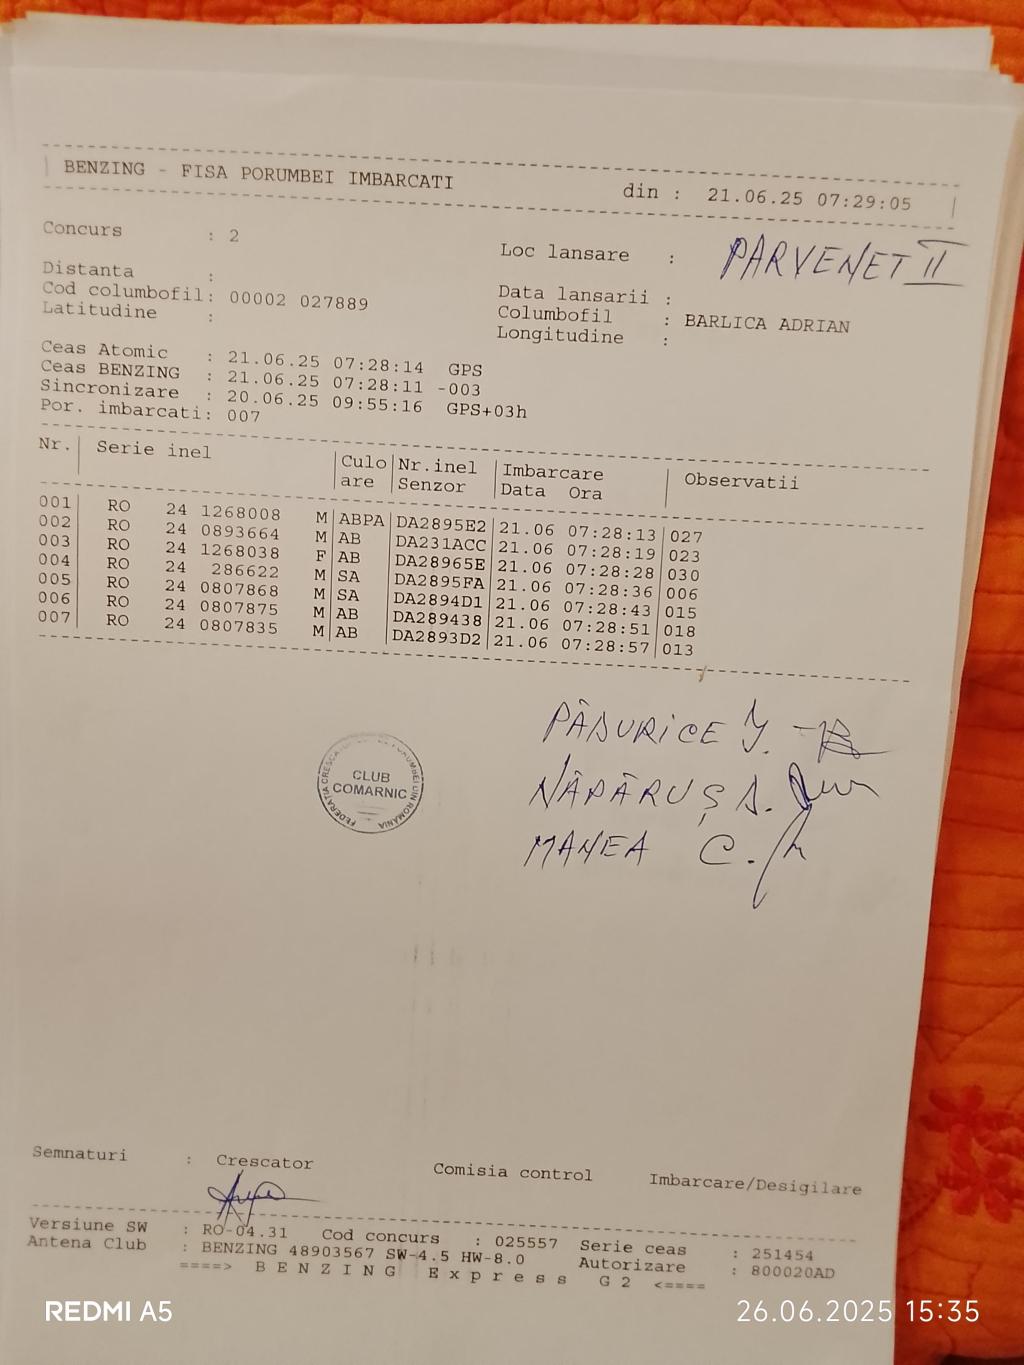 BENZING - FISA PORUMBEI IMBARCATI din : 21.06.25 07:29:05
Concurs : 2 Loc lansare : PARVENET II
Distanta : Data lansarii :
Cod columbofil: 00002 027889 Columbofil : BARLICA ADRIAN
Latitudine : Longitudine :
Ceas Atomic : 21.06.25 07:28:14 GPS
Ceas BENZING : 21.06.25 07:28:11 -003
Sincronizare : 20.06.25 09:55:16 GPS+03h
Por. imbarcati: 007
Nr. Serie inel Culo Nr.inel Imbarcare Observatii
are Senzor Data Ora
001 RO 24 1268008 M ABPA DA2895E2 21.06 07:28:13 027
002 RO 24 0893664 M AB DA231ACC 21.06 07:28:19 023
003 RO 24 1268038 F AB DA28965E 21.06 07:28:28 030
004 RO 24 286622 M SA DA2895FA 21.06 07:28:36 006
005 RO 24 0807868 M SA DA2894D1 21.06 07:28:43 015
006 RO 24 0807875 M AB DA289438 21.06 07:28:51 018
007 RO 24 0807835 M AB DA2893D2 21.06 07:28:57 013
PĂDURICE
NĂPĂRUȘ
MANEA C.
CLUB
COMARNIC
FEDERATIA PORUMBEI DIN ROMANIA
Semnaturi : Crescator Comisia control Imbarcare/Desigilare
Versiune SW : RO-04.31 Cod concurs : 025557 Serie ceas : 251454
Antena Club : BENZING 48903567 SW-4.5 HW-8.0 Autorizare : 800020AD
====> B E N Z I N G E x p r e s s G 2 <====
REDMI A5 26.06.2025 15:35